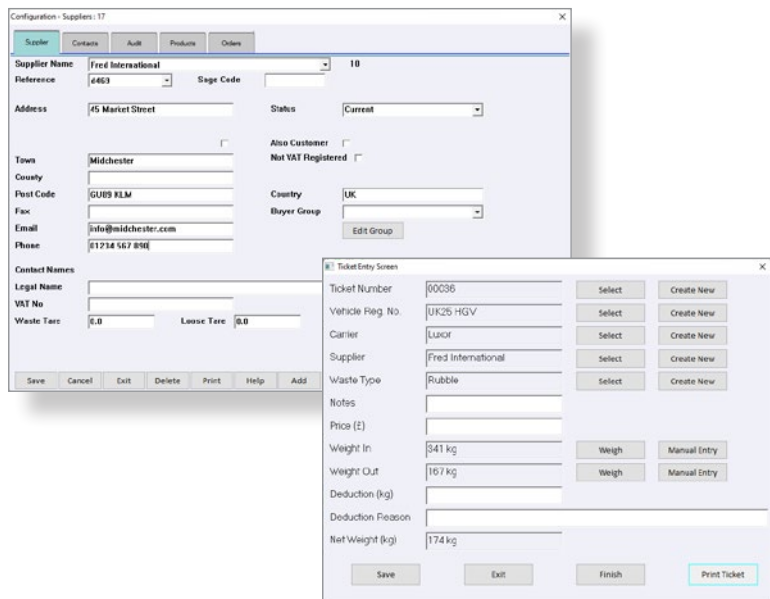 Configuration - Suppliers : 17
Supplier Contacts Audit Products Orders
Supplier Name Fred International 10
Reference d469 Sage Code
Address 45 Market Street Status Current
Also Customer
Town Midchester Not VAT Registered
County
Post Code GU89 KLM Country UK
Fax Buyer Group
Email info@midchester.com Edit Group
Phone 01234 567 890
Contact Names
Legal Name
VAT No
Waste Tare 0.0 Loose Tare 0.0
Save Cancel Exit Delete Print Help Add
Ticket Entry Screen
Ticket Number 00036 Select Create New
Vehicle Reg. No. UK25 HGV Select Create New
Carrier Luxor Select Create New
Supplier Fred International Select Create New
Waste Type Rubble Select Create New
Notes
Price (£)
Weight In 341 kg Weigh Manual Entry
Weight Out 167 kg Weigh Manual Entry
Deduction (kg)
Deduction Reason
Net Weight (kg) 174 kg
Save Exit Finish Print Ticket